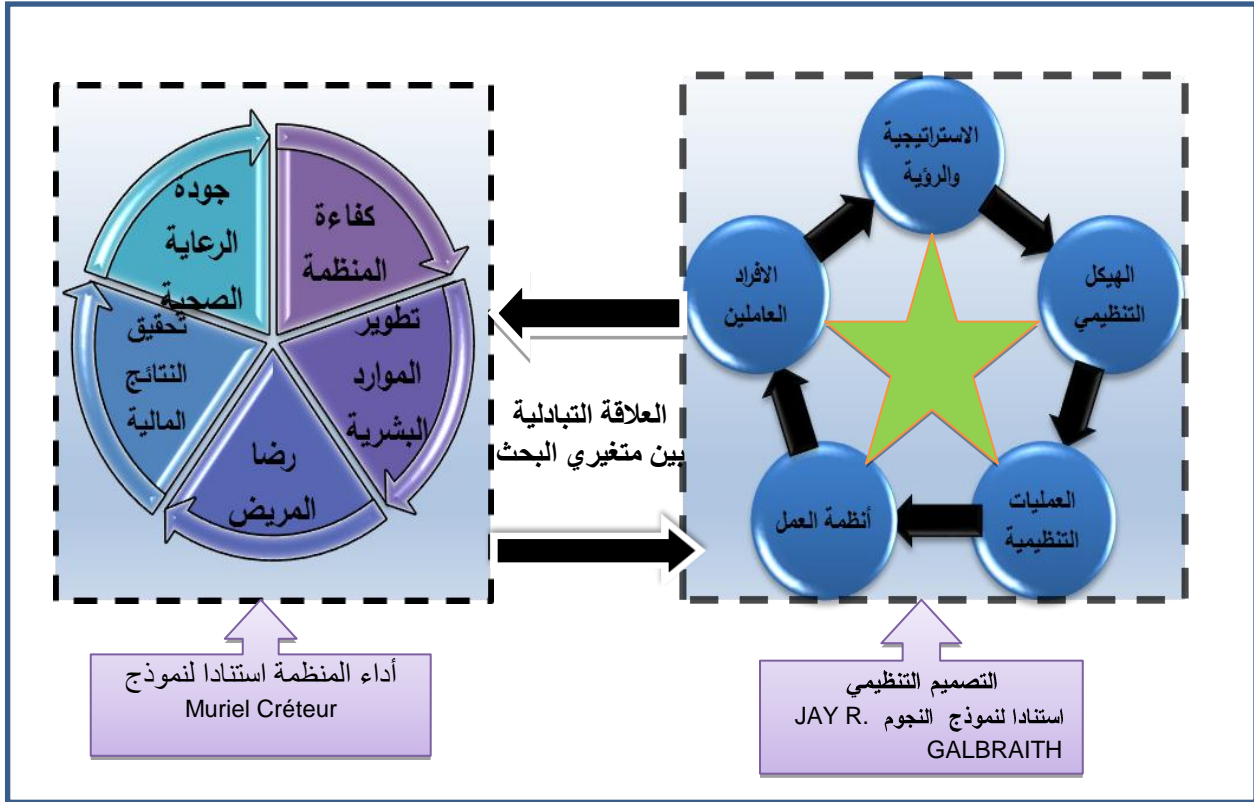 الاستراتيجية
والرؤية
الهيكل
التنظيمي
العمليات
التنظيمية
أنظمة العمل
الافراد
العاملين
العلاقة التبادلية
بين متغيري البحث
كفاءة
المنظمة
تطوير
الموارد
البشرية
رضا
المريض
تحقيق
النتائج
المالية
جودة
الرعاية
الصحية
التصميم التنظيمي
استنادا لنموذج النجوم JAY R.
GALBRAITH
أداء المنظمة استنادا لنموذج
Muriel Créteur